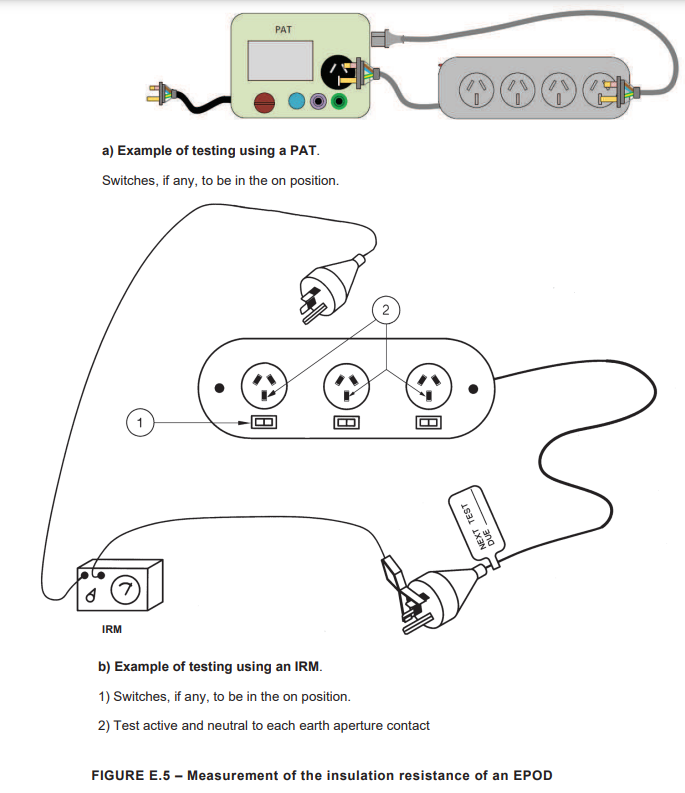 PAT
a) Example of testing using a PAT.
Switches, if any, to be in the on position.
2
1
NEXT TEST
DUE
IRM
b) Example of testing using an IRM.
1) Switches, if any, to be in the on position.
2) Test active and neutral to each earth aperture contact
FIGURE E.5 – Measurement of the insulation resistance of an EPOD